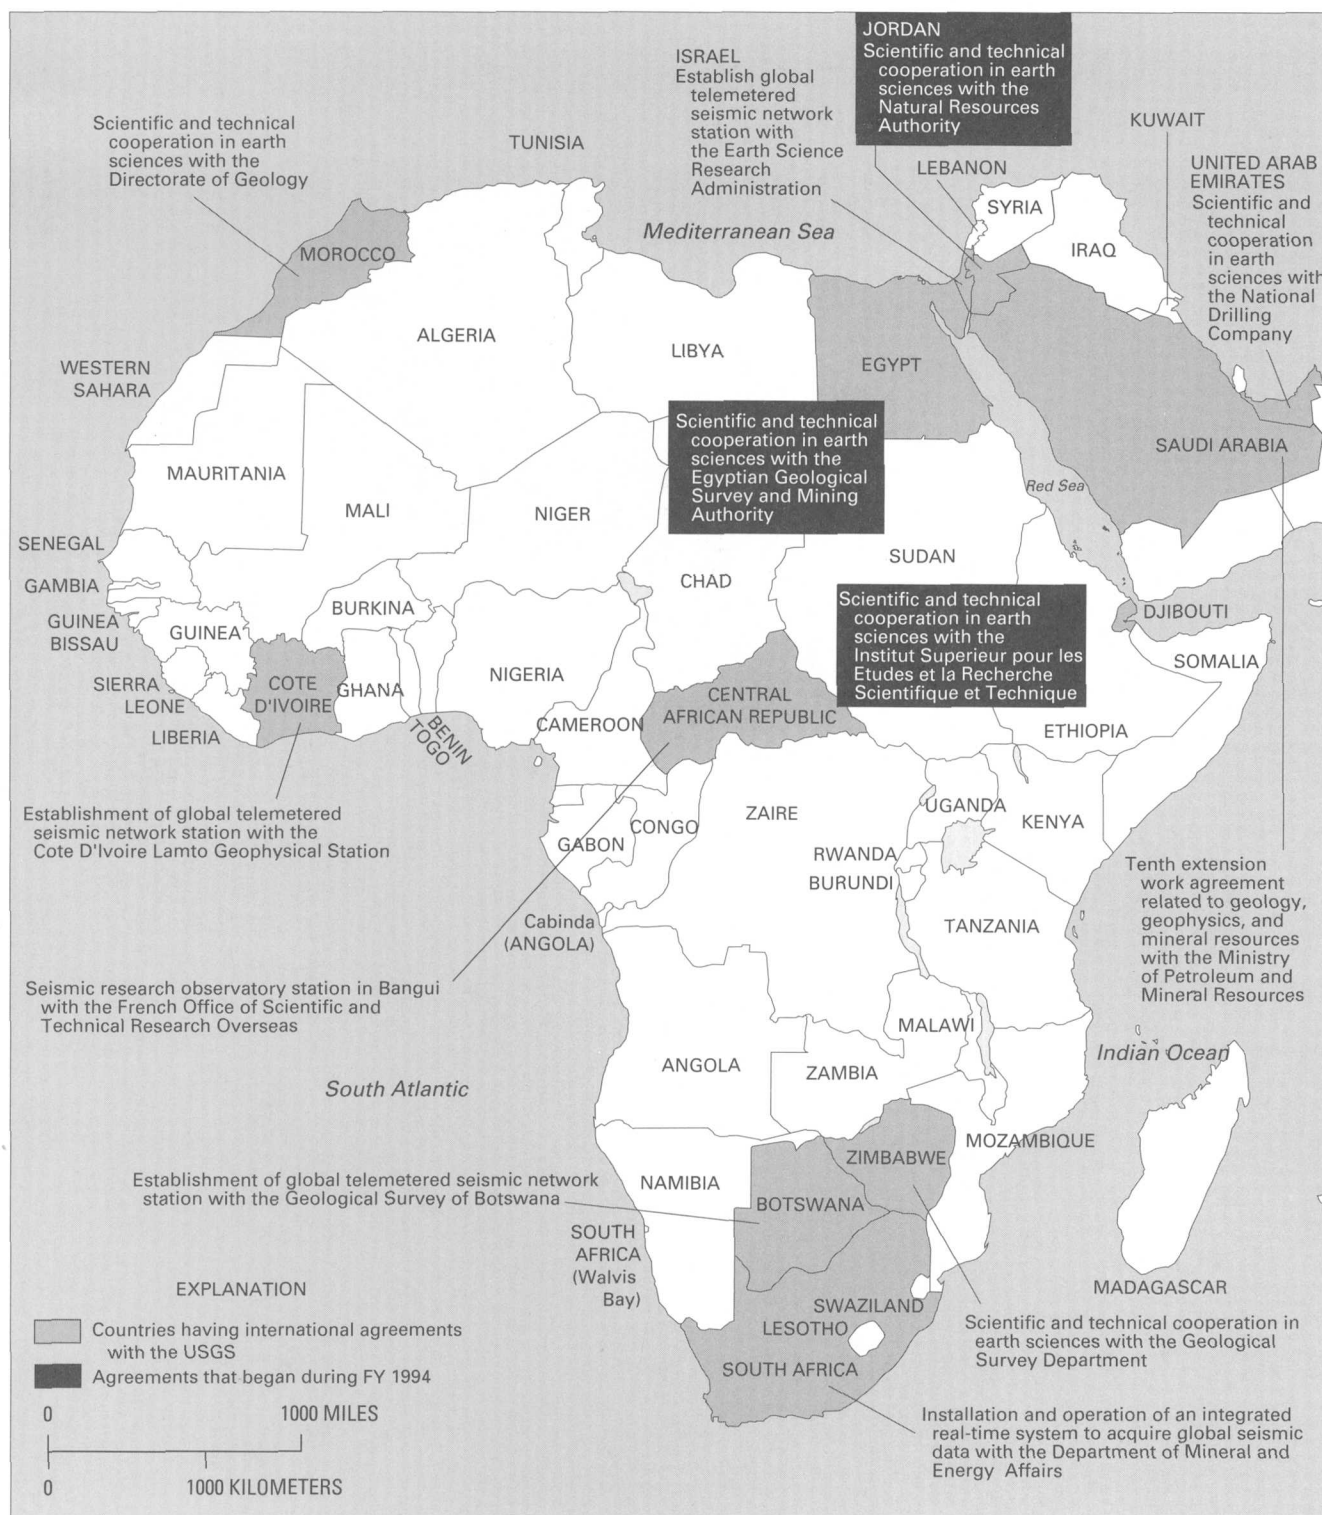 JORDAN
Scientific and technical
cooperation in earth
sciences with the
Natural Resources
Authority
ISRAEL
Establish global
telemetered
seismic network
station with
the Earth Science
Research
Administration
Scientific and technical
cooperation in earth
sciences with the
Directorate of Geology
TUNISIA
LEBANON
KUWAIT
UNITED ARAB
EMIRATES
Scientific and
technical
cooperation
in earth
sciences with
the National
Drilling
Company
SYRIA
IRAQ
Mediterranean Sea
MOROCCO
ALGERIA
LIBYA
EGYPT
WESTERN
SAHARA
Scientific and technical
cooperation in earth
sciences with the
Egyptian Geological
Survey and Mining
Authority
SAUDI ARABIA
MAURITANIA
MALI
NIGER
Red Sea
SENEGAL
CHAD
SUDAN
GAMBIA
BURKINA
GUINEA
BISSAU
GUINEA
Scientific and technical
cooperation in earth
sciences with the
Institut Superieur pour les
Etudes et la Recherche
Scientifique et Technique
DJIBOUTI
SOMALIA
NIGERIA
SIERRA
LEONE
COTE
D'IVOIRE
GHANA
CENTRAL
AFRICAN REPUBLIC
CAMEROON
BENIN
TOGO
LIBERIA
ETHIOPIA
Establishment of global telemetered
seismic network station with the
Cote D'Ivoire Lamto Geophysical Station
GABON
CONGO
ZAIRE
UGANDA
KENYA
RWANDA
BURUNDI
Tenth extension
work agreement
related to geology,
geophysics, and
mineral resources
with the Ministry
of Petroleum and
Mineral Resources
Cabinda
(ANGOLA)
TANZANIA
Seismic research observatory station in Bangui
with the French Office of Scientific and
Technical Research Overseas
MALAWI
Indian Ocean
ANGOLA
ZAMBIA
South Atlantic
MOZAMBIQUE
ZIMBABWE
Establishment of global telemetered seismic network
station with the Geological Survey of Botswana
NAMIBIA
BOTSWANA
SOUTH
AFRICA
(Walvis
Bay)
MADAGASCAR
SWAZILAND
LESOTHO
SOUTH AFRICA
Scientific and technical cooperation in
earth sciences with the Geological
Survey Department
Installation and operation of an integrated
real-time system to acquire global seismic
data with the Department of Mineral and
Energy Affairs
EXPLANATION
Countries having international agreements
with the USGS
Agreements that began during FY 1994
0 1000 MILES
0 1000 KILOMETERS